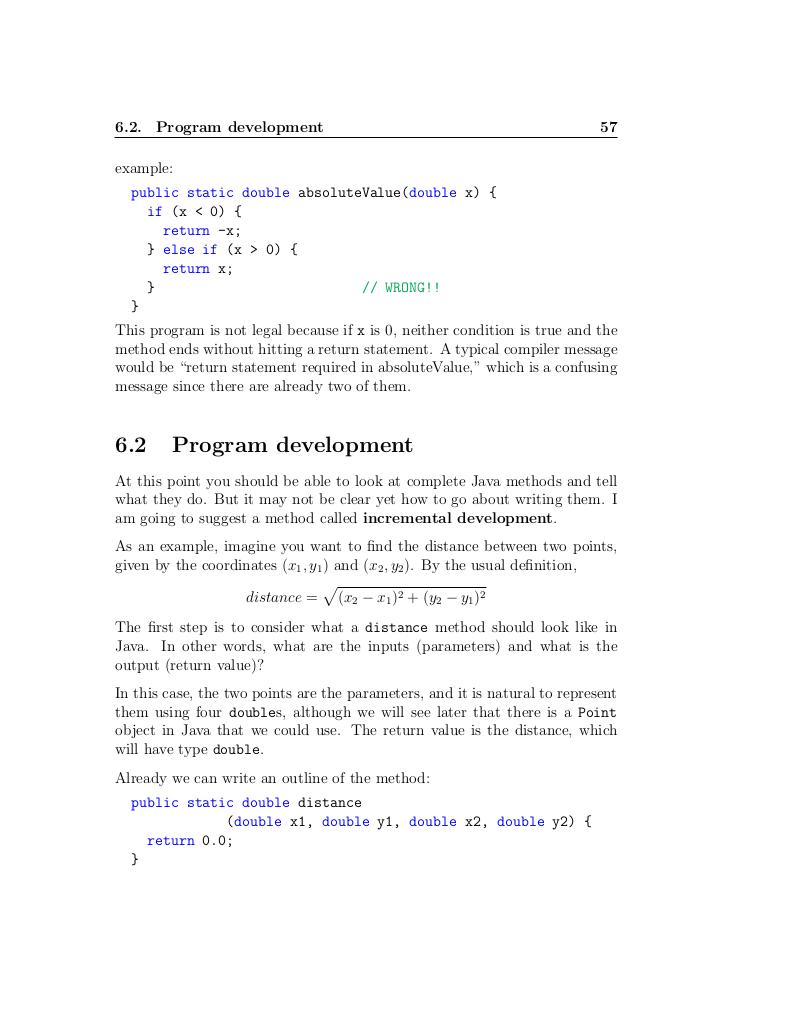 6.2. Program development 57
example:
public static double absoluteValue(double x) {
if (x < 0) {
return -x;
} else if (x > 0) {
return x;
} // WRONG!!
}
This program is not legal because if x is 0, neither condition is true and the
method ends without hitting a return statement. A typical compiler message
would be “return statement required in absoluteValue,” which is a confusing
message since there are already two of them.
6.2 Program development
At this point you should be able to look at complete Java methods and tell
what they do. But it may not be clear yet how to go about writing them. I
am going to suggest a method called incremental development.
As an example, imagine you want to find the distance between two points,
given by the coordinates (x₁, y₁) and (x₂, y₂). By the usual definition,
distance = √(x₂ − x₁)² + (y₂ − y₁)²
The first step is to consider what a distance method should look like in
Java. In other words, what are the inputs (parameters) and what is the
output (return value)?
In this case, the two points are the parameters, and it is natural to represent
them using four doubles, although we will see later that there is a Point
object in Java that we could use. The return value is the distance, which
will have type double.
Already we can write an outline of the method:
public static double distance
(double x1, double y1, double x2, double y2) {
return 0.0;
}